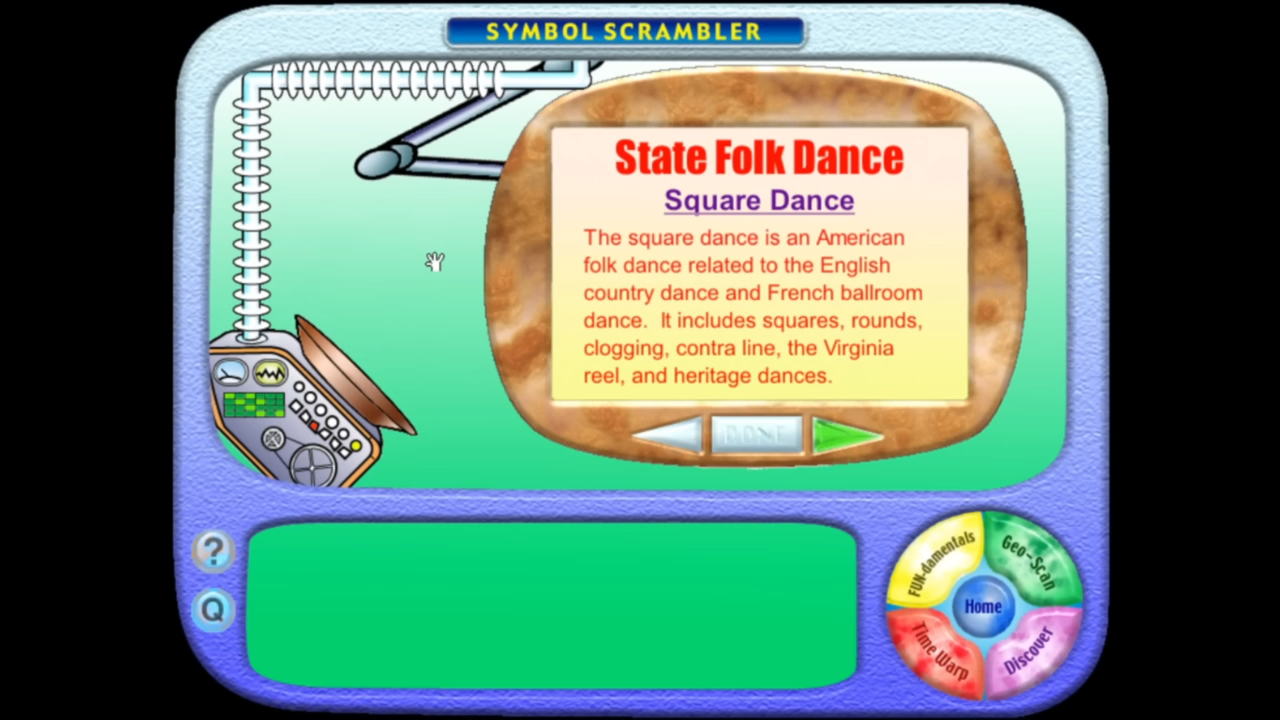 SYMBOL SCRAMBLER
State Folk Dance
Square Dance
The square dance is an American
folk dance related to the English
country dance and French ballroom
dance.  It includes squares, rounds,
clogging, contra line, the Virginia
reel, and heritage dances.
DONE
?
Q
FUN-damentals
Geo-Scan
Home
Time Warp
Discover